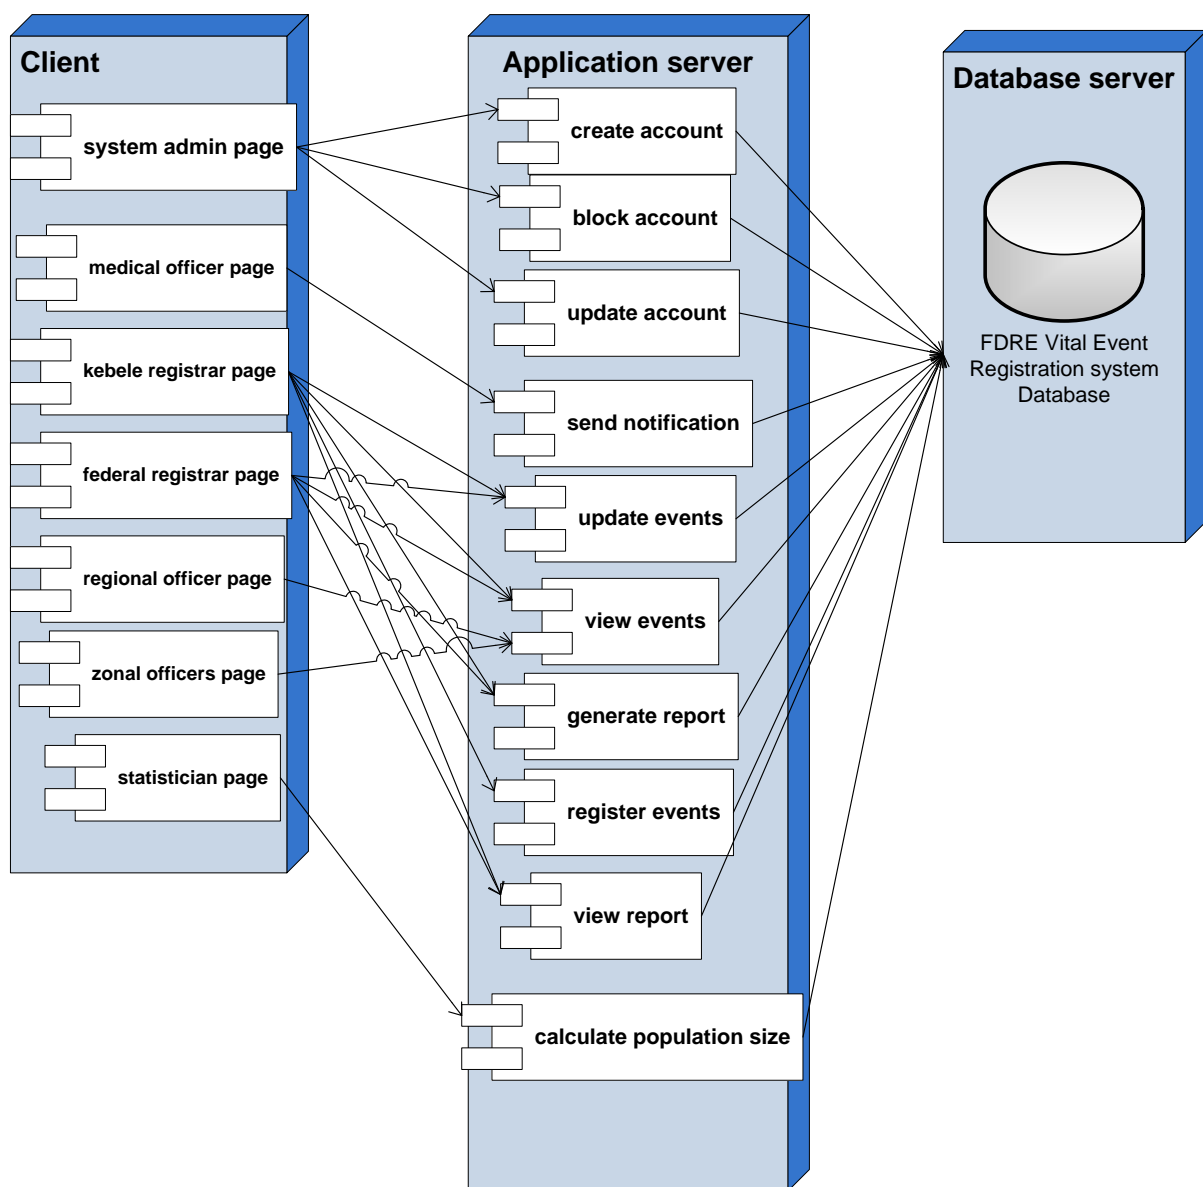 Client
system admin page
medical officer page
kebele registrar page
federal registrar page
regional officer page
zonal officers page
statistician page
Application server
create account
block account
update account
send notification
update events
view events
generate report
register events
view report
calculate population size
Database server
FDRE Vital Event
Registration system
Database